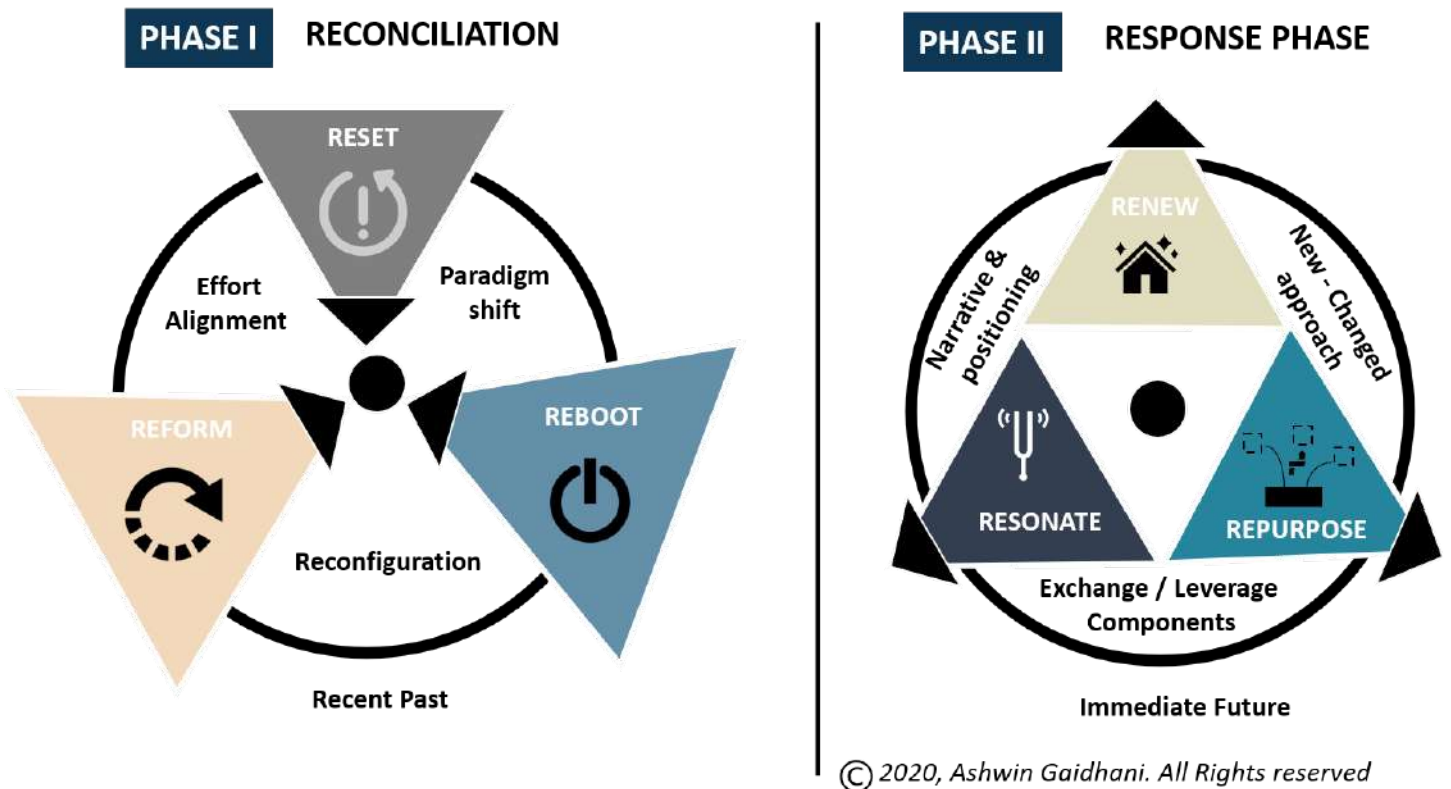 PHASE I RECONCILIATION
RESET
Effort
Alignment
Paradigm
shift
REFORM
REBOOT
Reconfiguration
Recent Past
PHASE II RESPONSE PHASE
RENEW
Narrative &
positioning
New - Changed
approach
RESONATE
REPURPOSE
Exchange / Leverage
Components
Immediate Future
© 2020, Ashwin Gaidhani. All Rights reserved